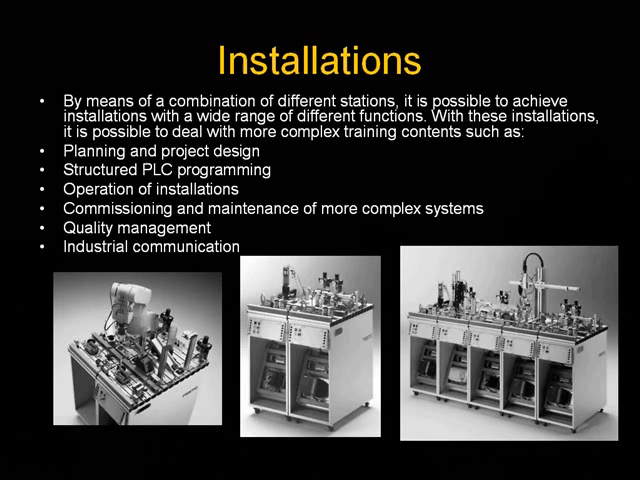 Installations
• By means of a combination of different stations, it is possible to achieve
installations with a wide range of different functions. With these installations,
it is possible to deal with more complex training contents such as:
• Planning and project design
• Structured PLC programming
• Operation of installations
• Commissioning and maintenance of more complex systems
• Quality management
• Industrial communication